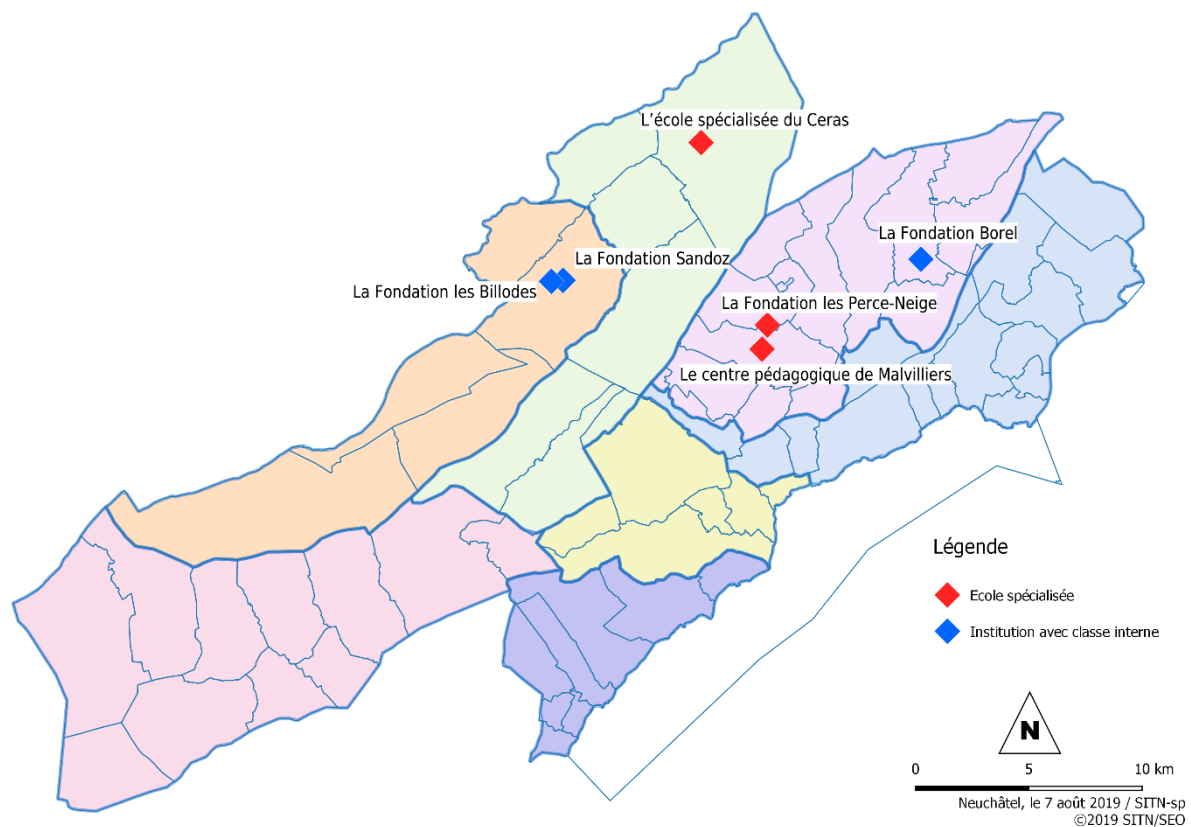 L'école spécialisée du Ceras
La Fondation Borel
La Fondation Sandoz
La Fondation les Billodes
La Fondation les Perce-Neige
Le centre pédagogique de Malvilliers
Légende
Ecole spécialisée
Institution avec classe interne
N
0 5 10 km
Neuchâtel, le 7 août 2019 / SITN-sp
©2019 SITN/SEO